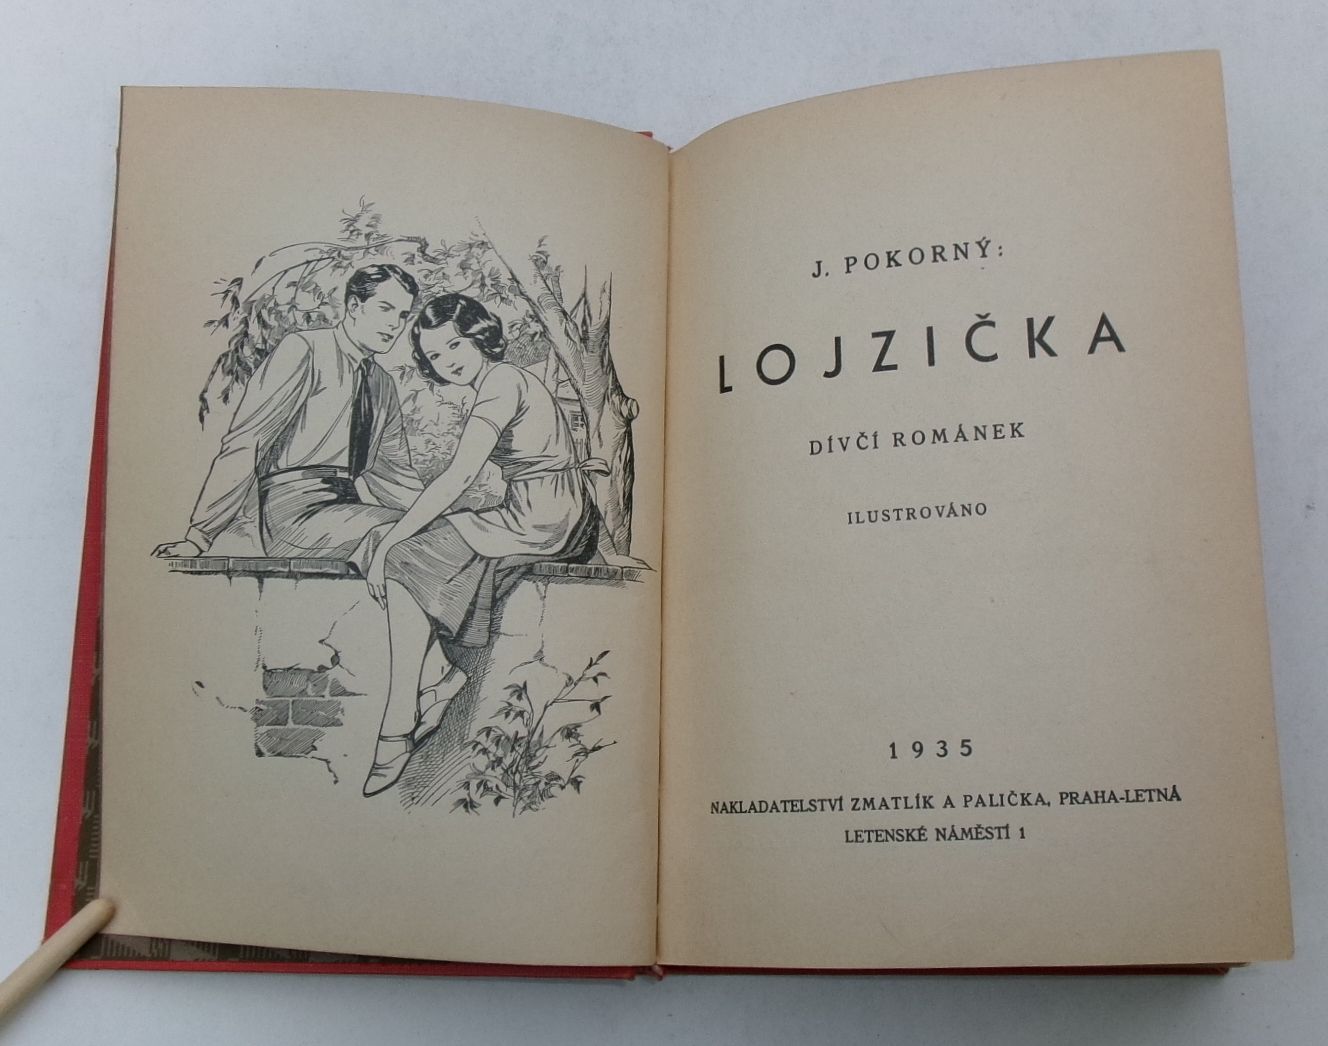 J. POKORNÝ:
LOJZIČKA
DÍVČÍ ROMÁNEK
ILUSTROVÁNO
1935
NAKLADATELSTVÍ ZMATLÍK A PALIČKA, PRAHA-LETNÁ
LETENSKÉ NÁMĚSTÍ 1